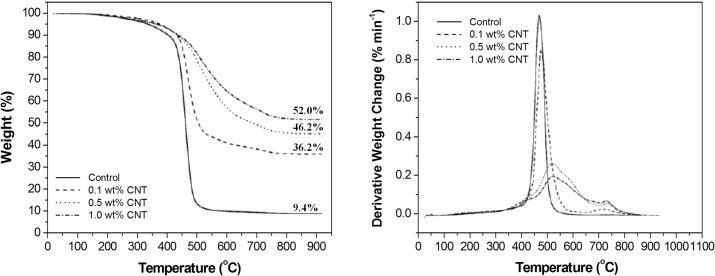 100
90
80
70
60
50
40
30
20
10
0
Weight (%)
52.0%
46.2%
36.2%
9.4%
Control
0.1 wt% CNT
0.5 wt% CNT
1.0 wt% CNT
0 100 200 300 400 500 600 700 800 900
Temperature (°C)
1.0
0.8
0.6
0.4
0.2
0.0
Derivative Weight Change (% min-1)
Control
0.1 wt% CNT
0.5 wt% CNT
1.0 wt% CNT
0 100 200 300 400 500 600 700 800 900 1000 1100
Temperature (°C)